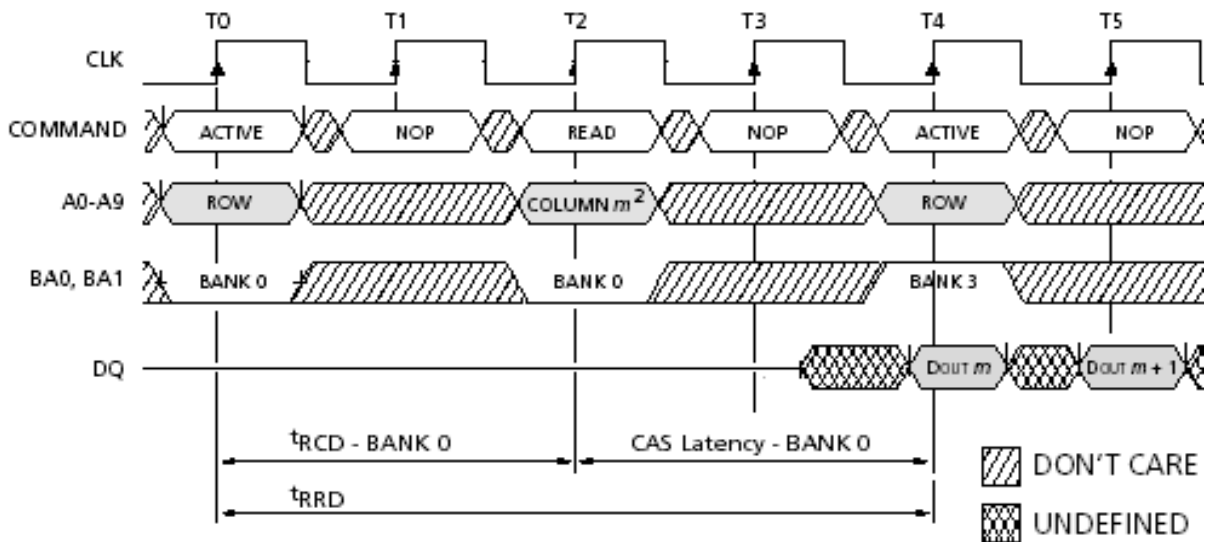 T0 T1 T2 T3 T4 T5
CLK
COMMAND ACTIVE NOP READ NOP ACTIVE NOP
A0-A9 ROW COLUMN m² ROW
BA0, BA1 BANK 0 BANK 0 BANK 3
DQ DOUT m DOUT m + 1
tRCD - BANK 0 CAS Latency - BANK 0
DON'T CARE
tRRD
UNDEFINED